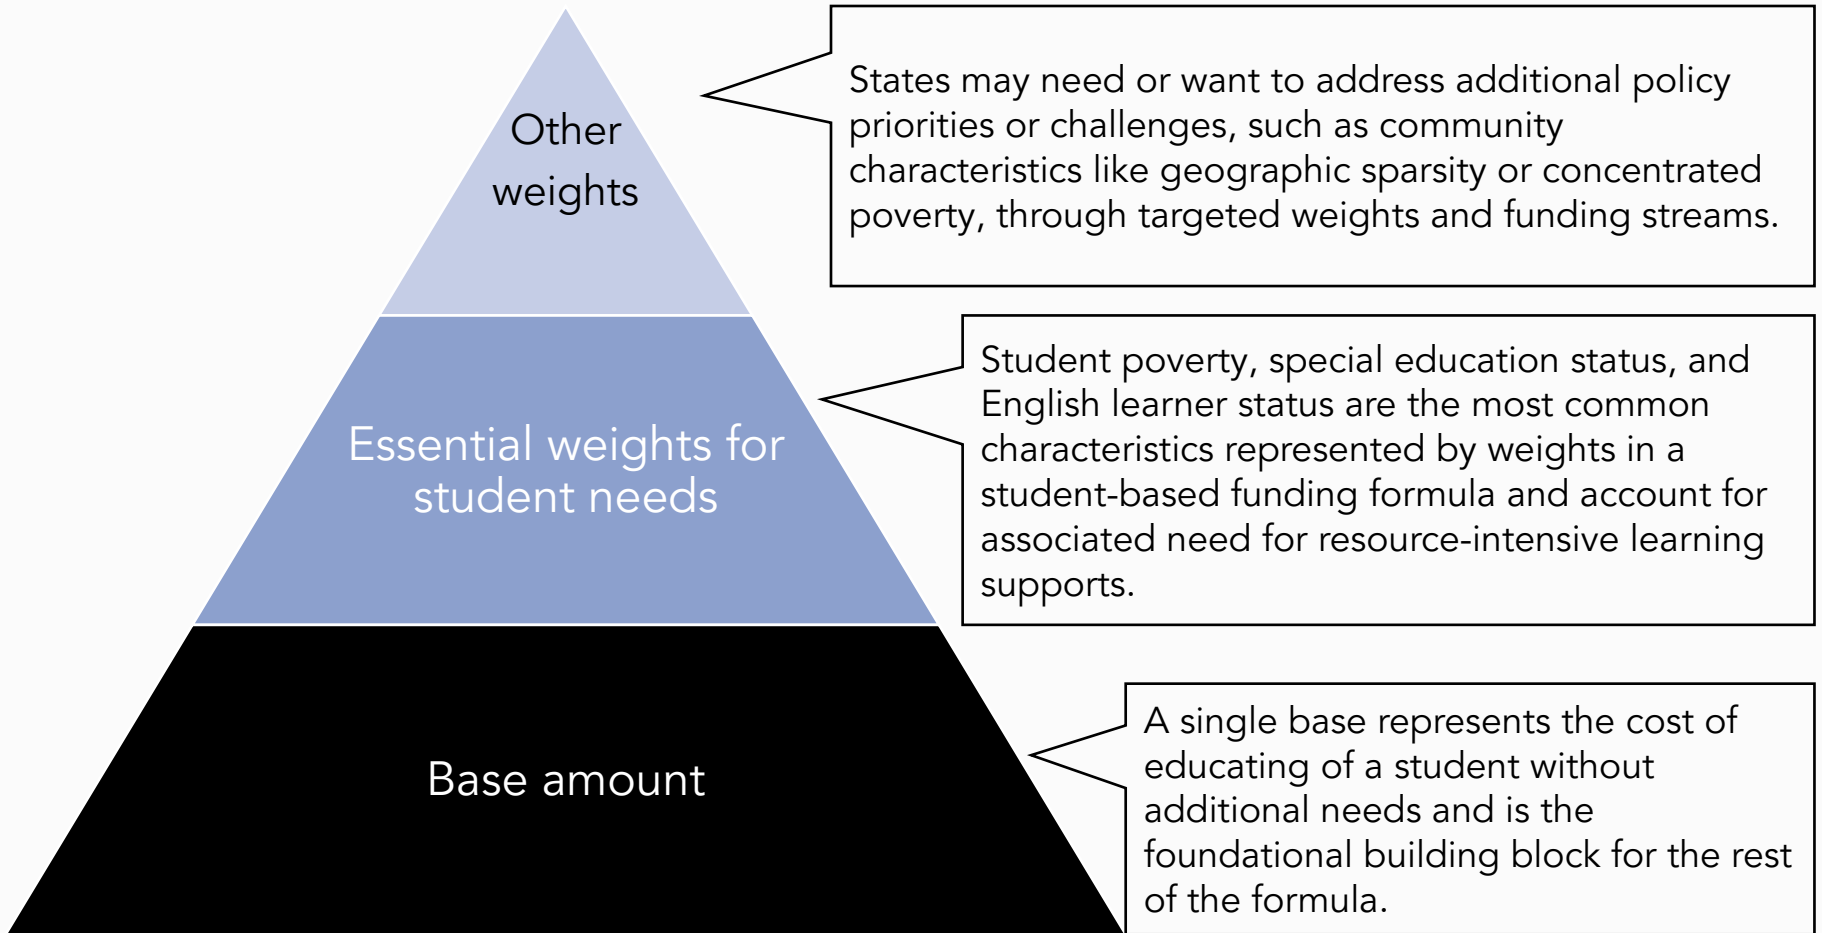 Other
weights
States may need or want to address additional policy
priorities or challenges, such as community
characteristics like geographic sparsity or concentrated
poverty, through targeted weights and funding streams.
Essential weights for
student needs
Student poverty, special education status, and
English learner status are the most common
characteristics represented by weights in a
student-based funding formula and account for
associated need for resource-intensive learning
supports.
Base amount
A single base represents the cost of
educating of a student without
additional needs and is the
foundational building block for the rest
of the formula.